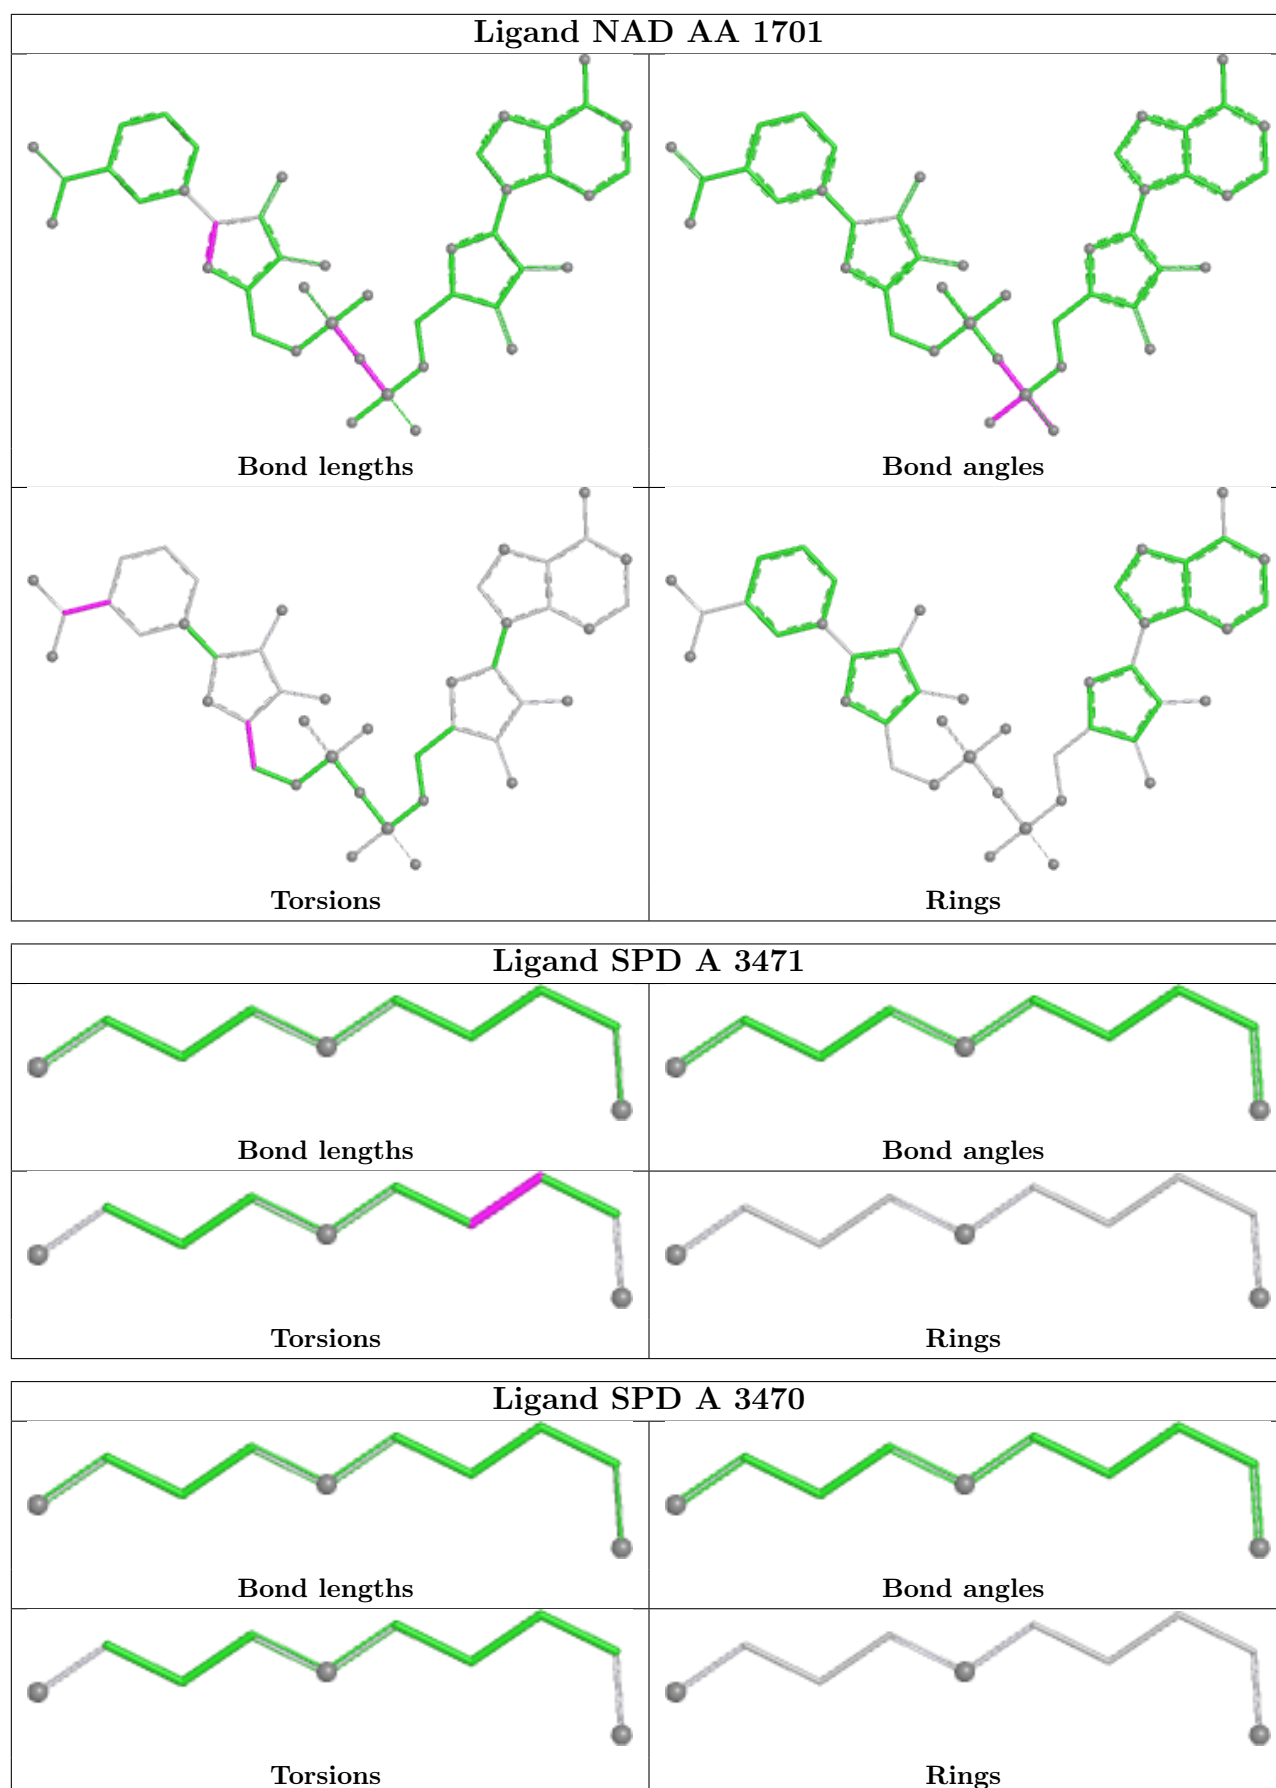 Ligand NAD AA 1701
Bond lengths
Bond angles
Torsions
Rings
Ligand SPD A 3471
Bond lengths
Bond angles
Torsions
Rings
Ligand SPD A 3470
Bond lengths
Bond angles
Torsions
Rings